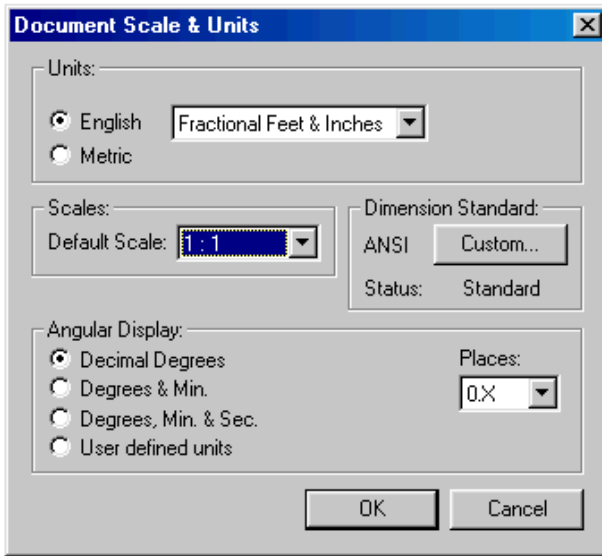 Document Scale & Units
Units:
English Fractional Feet & Inches
Metric
Scales:
Default Scale: 1 : 1
Dimension Standard:
ANSI Custom...
Status: Standard
Angular Display:
Decimal Degrees
Degrees & Min.
Degrees, Min. & Sec.
User defined units
Places:
0.X
OK Cancel